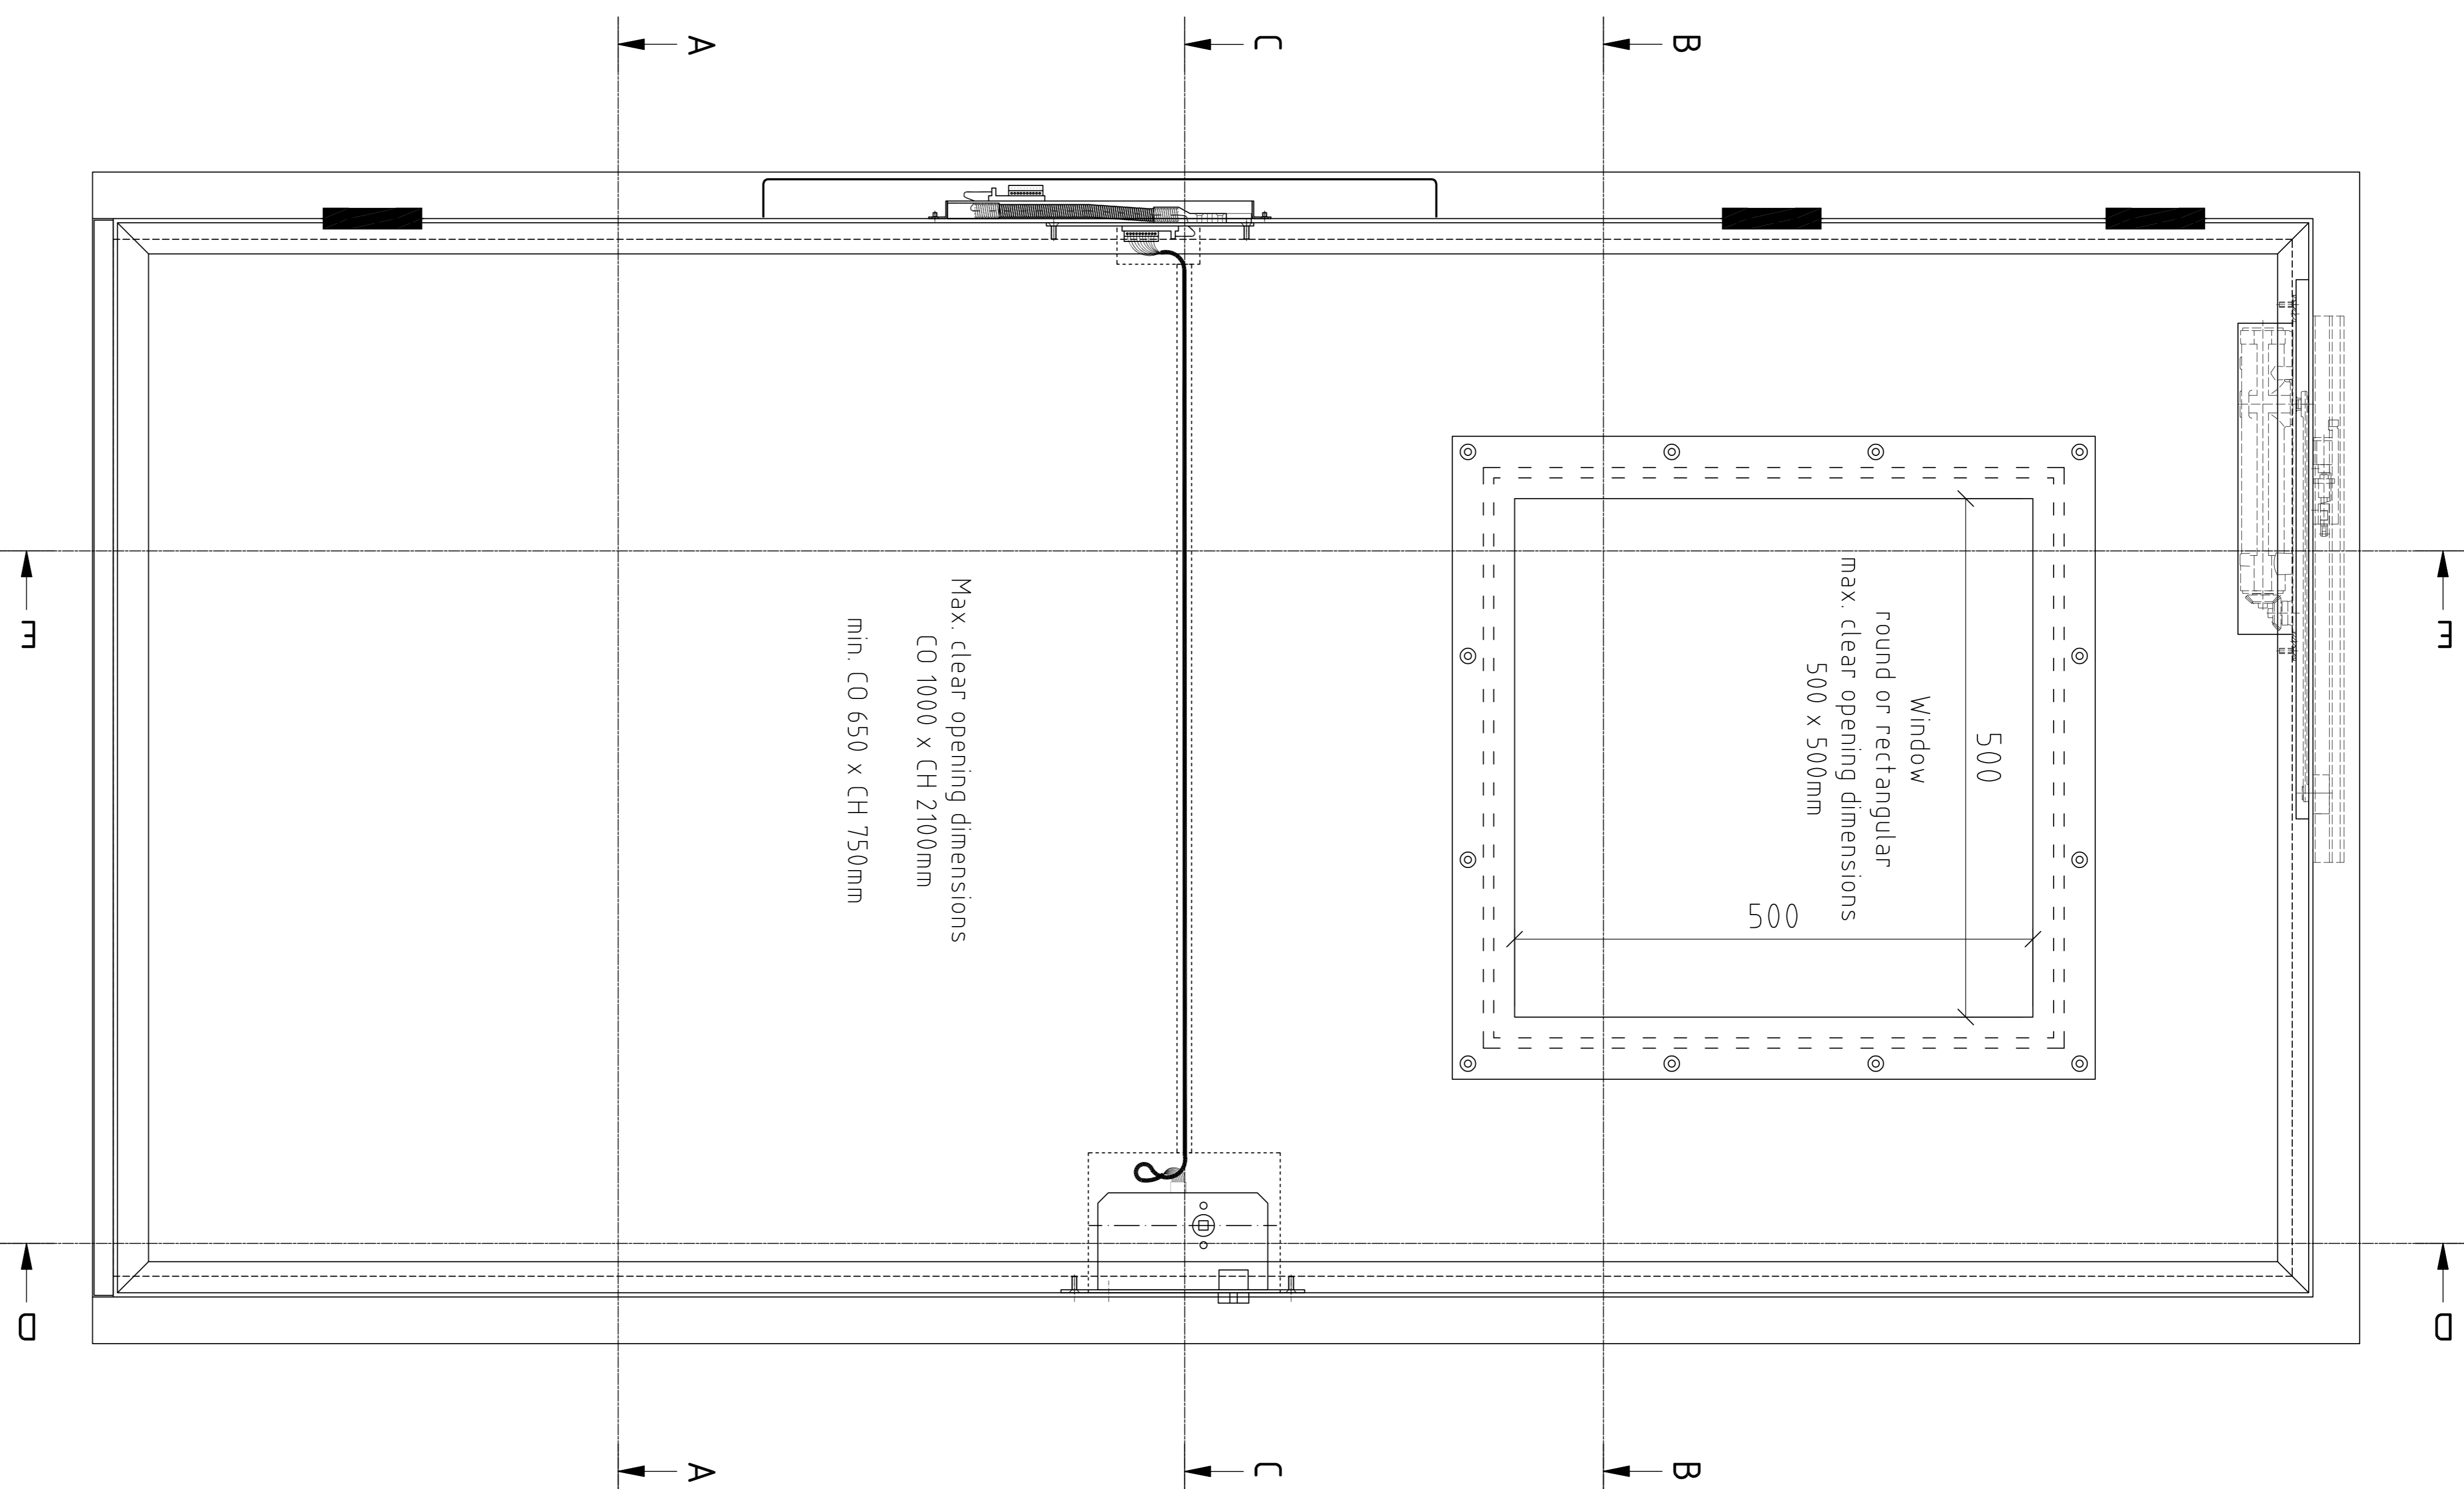 B
B
C
C
A
A
E
E
D
D
500
Window
round or rectangular
max. clear opening dimensions
500 x 500mm
500
Max. clear opening dimensions
CO 1000 x CH 2100mm
min. CO 650 x CH 750mm